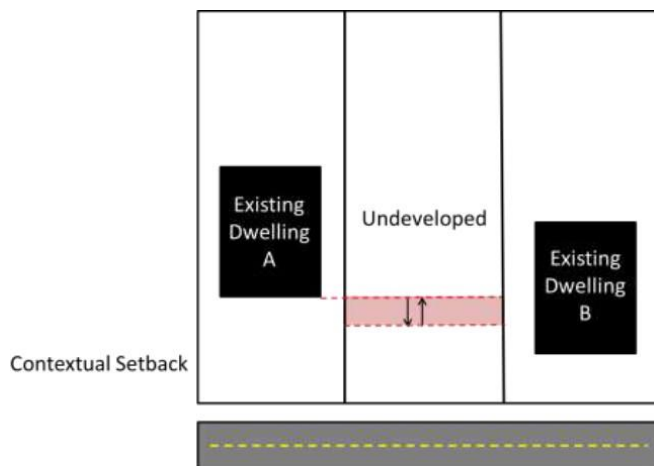 Existing
Dwelling
A
Undeveloped
Existing
Dwelling
B
Contextual Setback